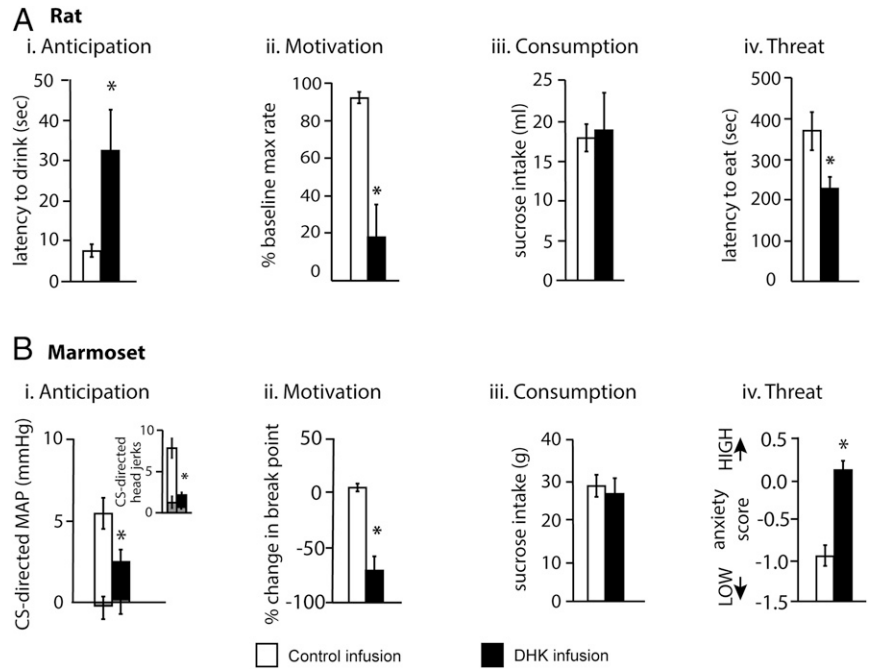 A Rat
i. Anticipation
latency to drink (sec)
50
40
30
20
10
0
*
ii. Motivation
% baseline max rate
100
80
60
40
20
0
*
iii. Consumption
sucrose intake (ml)
25
20
15
10
5
0
iv. Threat
latency to eat (sec)
500
400
300
200
100
0
*
B Marmoset
i. Anticipation
CS-directed MAP (mmHg)
10
5
0
*
CS-directed
head jerks
10
5
0
*
ii. Motivation
% change in break point
50
0
-50
-100
*
iii. Consumption
sucrose intake (g)
40
30
20
10
0
iv. Threat
LOW anxiety HIGH
score
0.5
0.0
-0.5
-1.0
-1.5
*
Control infusion
DHK infusion